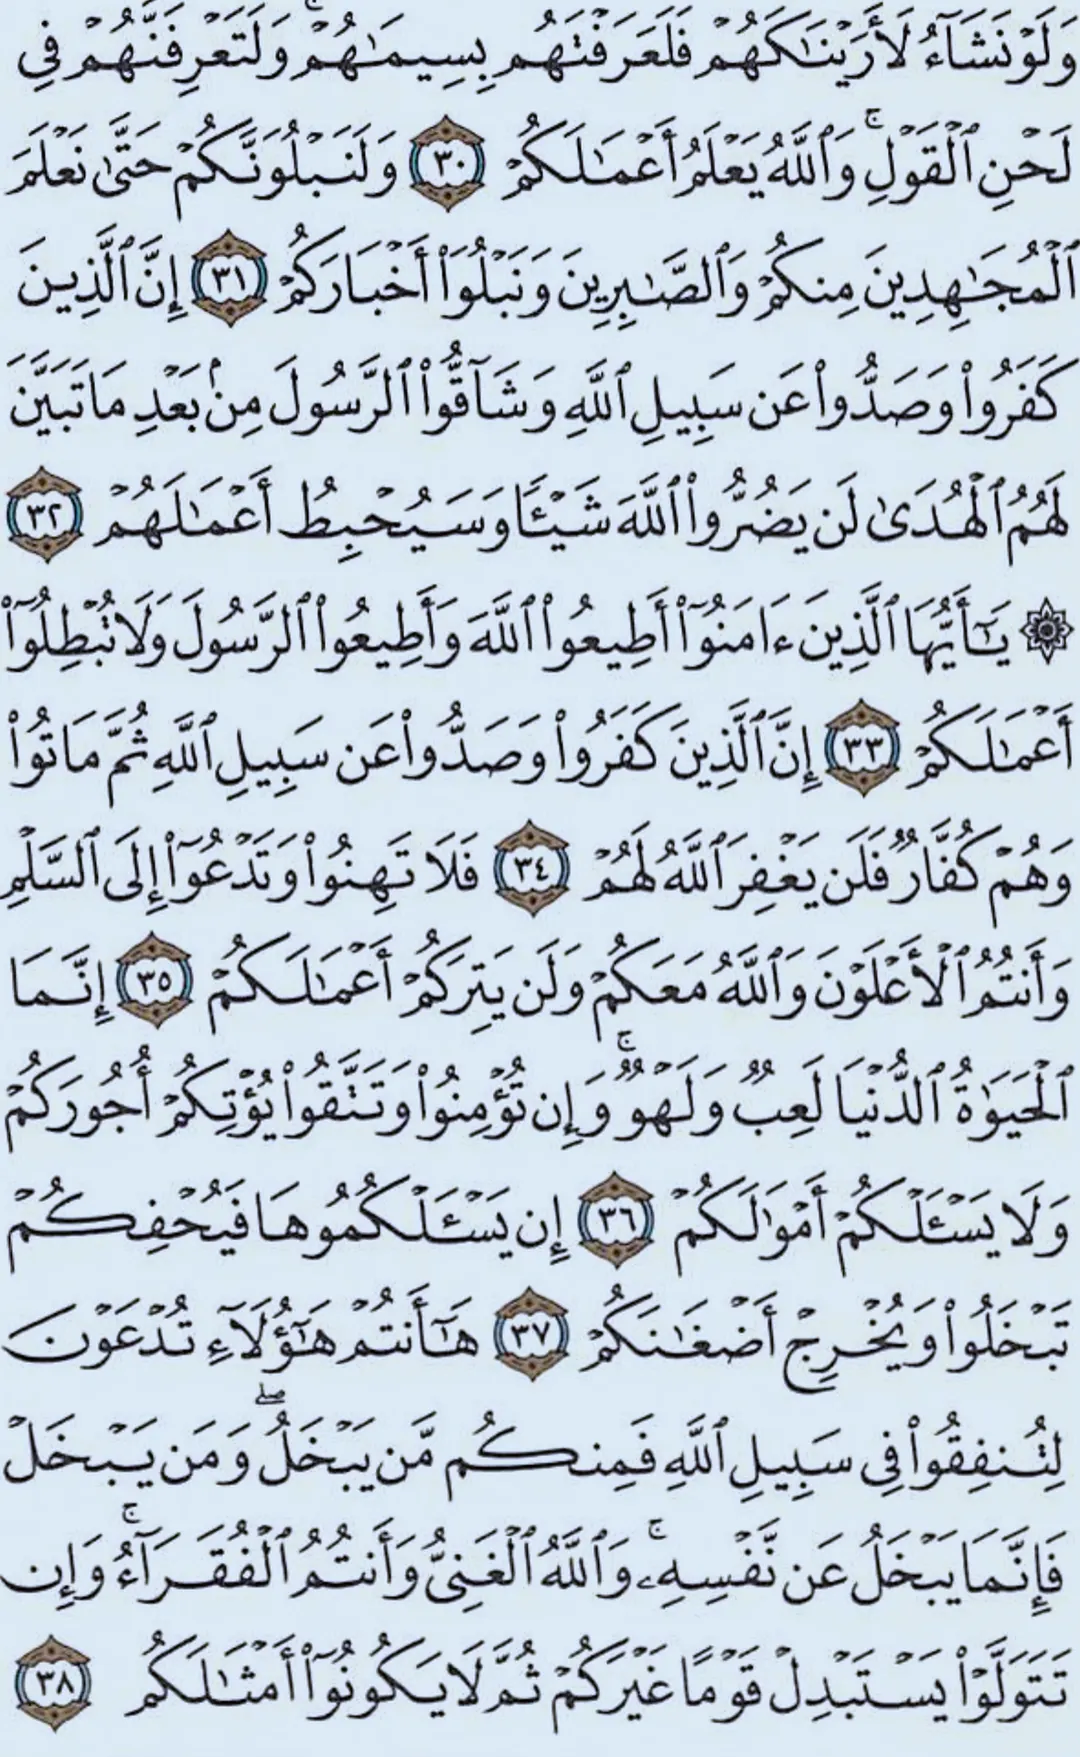 وَلَوۡ نَشَآءُ لَأَرَيۡنَٰكَهُمۡ فَلَعَرَفۡتَهُم بِسِيمَٰهُمۡۚ وَلَتَعۡرِفَنَّهُمۡ فِي
لَحۡنِ ٱلۡقَوۡلِۚ وَٱللَّهُ يَعۡلَمُ أَعۡمَٰلَكُمۡ ٣٠ وَلَنَبۡلُوَنَّكُمۡ حَتَّىٰ نَعۡلَمَ
ٱلۡمُجَٰهِدِينَ مِنكُمۡ وَٱلصَّٰبِرِينَ وَنَبۡلُوَاْ أَخۡبَارَكُمۡ ٣١ إِنَّ ٱلَّذِينَ
كَفَرُواْ وَصَدُّواْ عَن سَبِيلِ ٱللَّهِ وَشَآقُّواْ ٱلرَّسُولَ مِنۢ بَعۡدِ مَا تَبَيَّنَ
لَهُمُ ٱلۡهُدَىٰ لَن يَضُرُّواْ ٱللَّهَ شَيۡـٔٗا وَسَيُحۡبِطُ أَعۡمَٰلَهُمۡ ٣٢
۞ يَٰٓأَيُّهَا ٱلَّذِينَ ءَامَنُوٓاْ أَطِيعُواْ ٱللَّهَ وَأَطِيعُواْ ٱلرَّسُولَ وَلَا تُبۡطِلُوٓاْ
أَعۡمَٰلَكُمۡ ٣٣ إِنَّ ٱلَّذِينَ كَفَرُواْ وَصَدُّواْ عَن سَبِيلِ ٱللَّهِ ثُمَّ مَاتُواْ
وَهُمۡ كُفَّارٞ فَلَن يَغۡفِرَ ٱللَّهُ لَهُمۡ ٣٤ فَلَا تَهِنُواْ وَتَدۡعُوٓاْ إِلَى ٱلسَّلۡمِ
وَأَنتُمُ ٱلۡأَعۡلَوۡنَ وَٱللَّهُ مَعَكُمۡ وَلَن يَتِرَكُمۡ أَعۡمَٰلَكُمۡ ٣٥ إِنَّمَا
ٱلۡحَيَوٰةُ ٱلدُّنۡيَا لَعِبٞ وَلَهۡوٞۚ وَإِن تُؤۡمِنُواْ وَتَتَّقُواْ يُؤۡتِكُمۡ أُجُورَكُمۡ
وَلَا يَسۡـَٔلۡكُمۡ أَمۡوَٰلَكُمۡ ٣٦ إِن يَسۡـَٔلۡكُمُوهَا فَيُحۡفِكُمۡ
تَبۡخَلُواْ وَيُخۡرِجۡ أَضۡغَٰنَكُمۡ ٣٧ هَٰٓأَنتُمۡ هَٰٓؤُلَآءِ تُدۡعَوۡنَ
لِتُنفِقُواْ فِي سَبِيلِ ٱللَّهِ فَمِنكُم مَّن يَبۡخَلُۖ وَمَن يَبۡخَلۡ
فَإِنَّمَا يَبۡخَلُ عَن نَّفۡسِهِۦۚ وَٱللَّهُ ٱلۡغَنِيُّ وَأَنتُمُ ٱلۡفُقَرَآءُۚ وَإِن
تَتَوَلَّوۡاْ يَسۡتَبۡدِلۡ قَوۡمًا غَيۡرَكُمۡ ثُمَّ لَا يَكُونُوٓاْ أَمۡثَٰلَكُم ٣٨